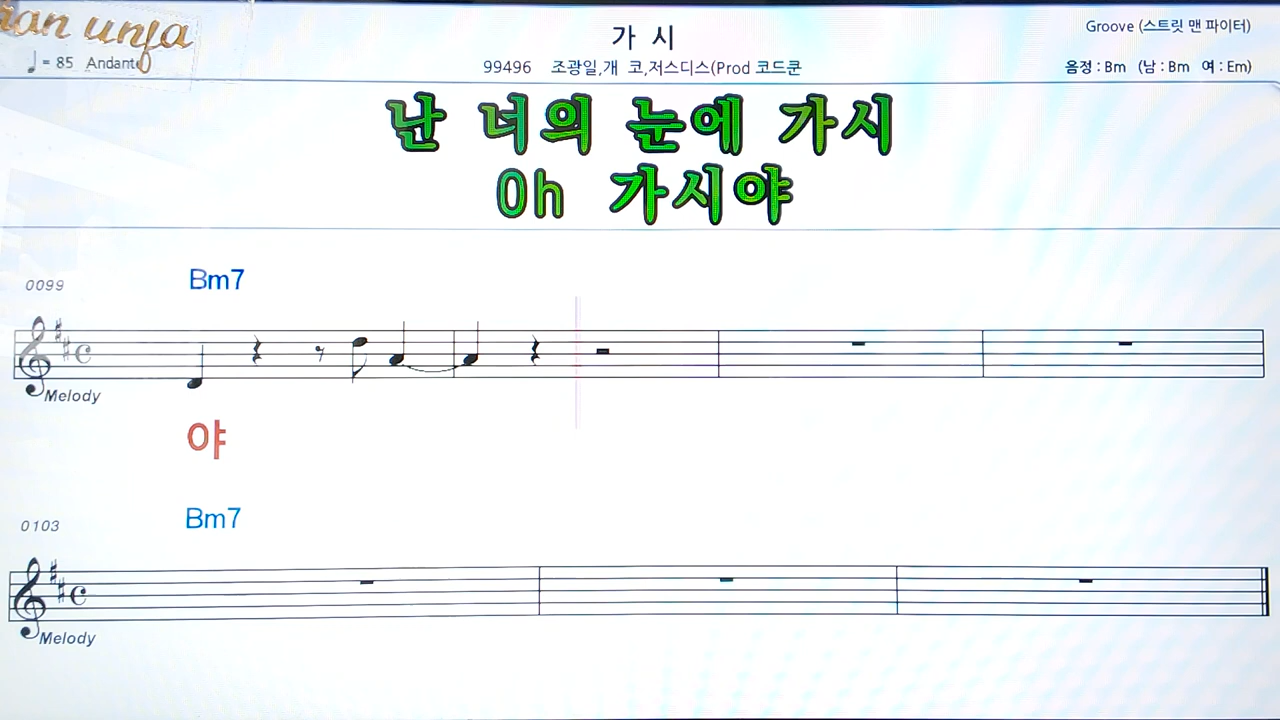 가 시
Groove (스트릿 맨 파이터)
♩ = 85 Andante
99496 조광일,개 코,저스디스(Prod 코드쿤
음정 : Bm (남 : Bm 여 : Em)
난 너의 눈에 가시
Oh 가시야
0099
Bm7
Melody
야
0103
Bm7
Melody